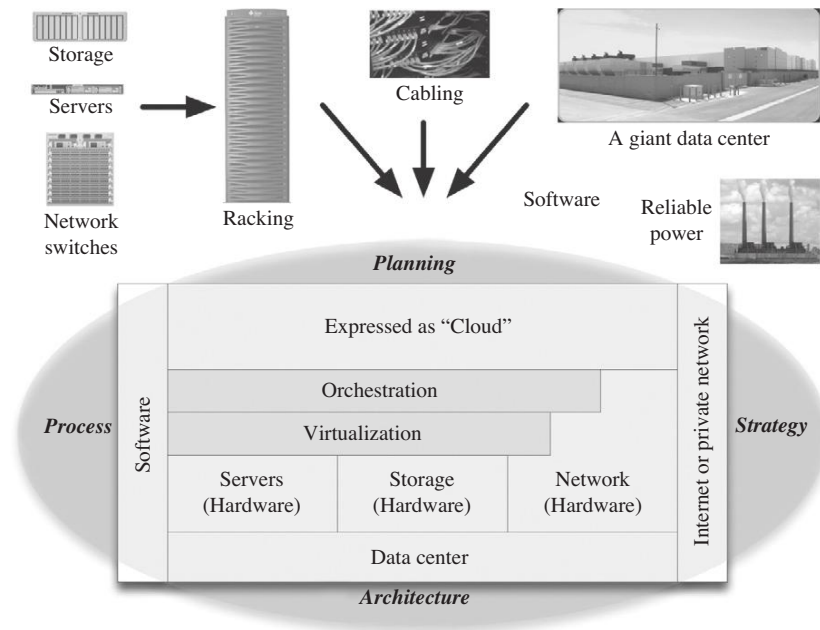 Storage
Servers
Network
switches
Racking
Cabling
A giant data center
Software
Reliable
power
Planning
Process
Strategy
Architecture
Software
Expressed as “Cloud”
Orchestration
Virtualization
Servers
(Hardware)
Storage
(Hardware)
Network
(Hardware)
Data center
Internet or private network